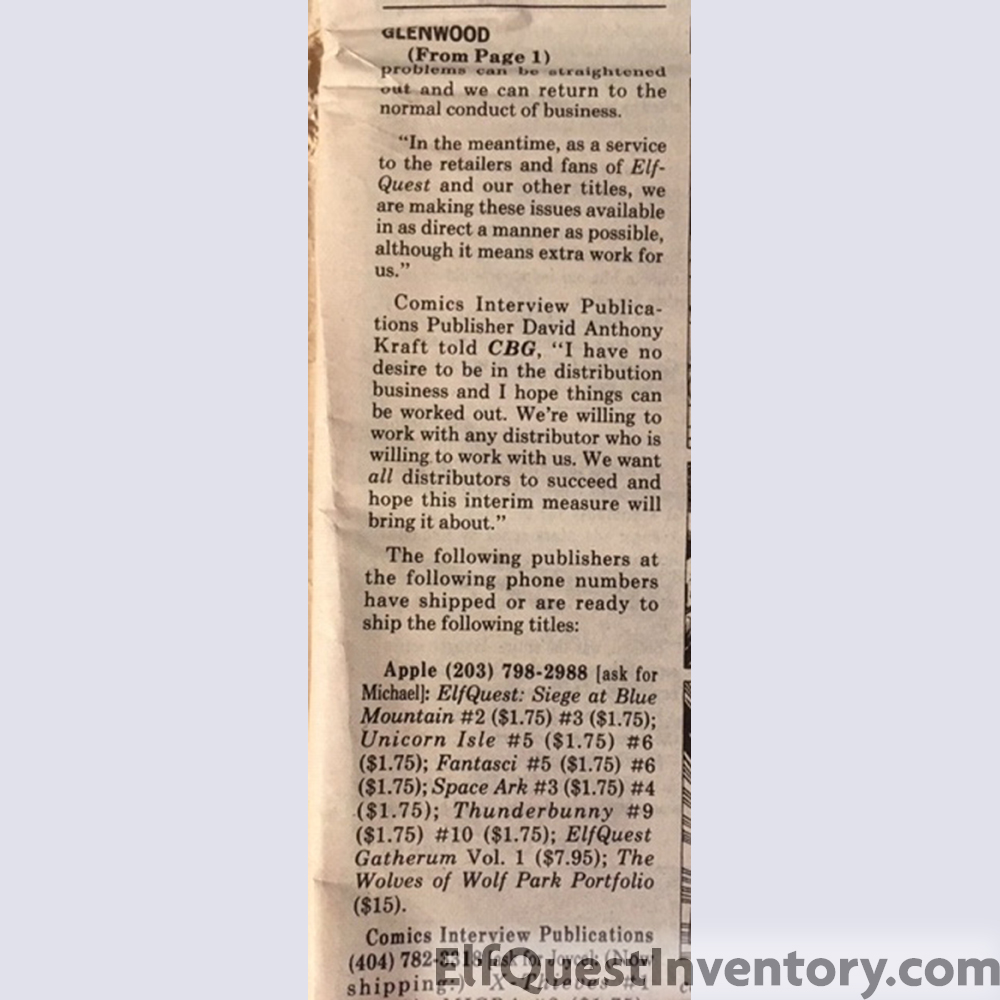 GLENWOOD
(From Page 1)
problems can be straightened
out and we can return to the
normal conduct of business.
“In the meantime, as a service
to the retailers and fans of Elf-
Quest and our other titles, we
are making these issues available
in as direct a manner as possible,
although it means extra work for
us.”
Comics Interview Publica-
tions Publisher David Anthony
Kraft told CBG, “I have no
desire to be in the distribution
business and I hope things can
be worked out. We’re willing to
work with any distributor who is
willing to work with us. We want
all distributors to succeed and
hope this interim measure will
bring it about.”
The following publishers at
the following phone numbers
have shipped or are ready to
ship the following titles:
Apple (203) 798-2988 [ask for
Michael]: ElfQuest: Siege at Blue
Mountain #2 ($1.75) #3 ($1.75);
Unicorn Isle #5 ($1.75) #6
($1.75); Fantasci #5 ($1.75) #6
($1.75); Space Ark #3 ($1.75) #4
($1.75); Thunderbunny #9
($1.75) #10 ($1.75); ElfQuest
Gatherum Vol. 1 ($7.95); The
Wolves of Wolf Park Portfolio
($15).
Comics Interview Publications
(404) ask for
shipping:) X-Thieves #1
ElfQuestInventory.com